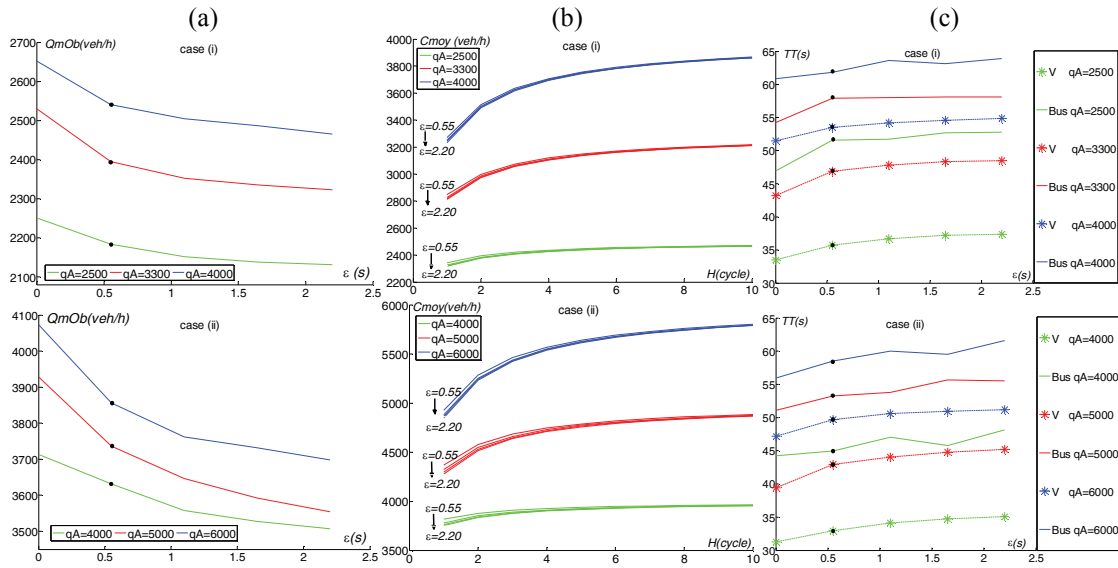 (a)
(b)
(c)
QmOb(veh/h)
case (i)
2700
2600
2500
2400
2300
2200
2100
qA=2500 qA=3300 qA=4000
ε(s)
0 0.5 1 1.5 2 2.5
Cmoy (veh/h)
case (i)
4000
3800
3600
3400
3200
3000
2800
2600
2400
2200
qA=2500
qA=3300
qA=4000
ε=0.55
ε=2.20
ε=0.55
ε=2.20
ε=0.55
ε=2.20
H(cycle)
0 2 4 6 8 10
TT(s)
case (i)
65
60
55
50
45
40
35
30
ε(s)
0 0.5 1 1.5 2 2.5
V qA=2500
Bus qA=2500
V qA=3300
Bus qA=3300
V qA=4000
Bus qA=4000
QmOb(veh/h)
case (ii)
4100
4000
3900
3800
3700
3600
3500
qA=4000 qA=5000 qA=6000
ε(s)
0 0.5 1 1.5 2 2.5
Cmoy(veh/h)
case (ii)
6000
5500
5000
4500
4000
3500
qA=4000
qA=5000
qA=6000
ε=0.55
ε=2.20
ε=0.55
ε=2.20
ε=0.55
ε=2.20
H(cycle)
0 2 4 6 8 10
TT(s)
case (ii)
65
60
55
50
45
40
35
30
ε(s)
0 0.5 1 1.5 2 2.5
V qA=4000
Bus qA=4000
V qA=5000
Bus qA=5000
V qA=6000
Bus qA=6000